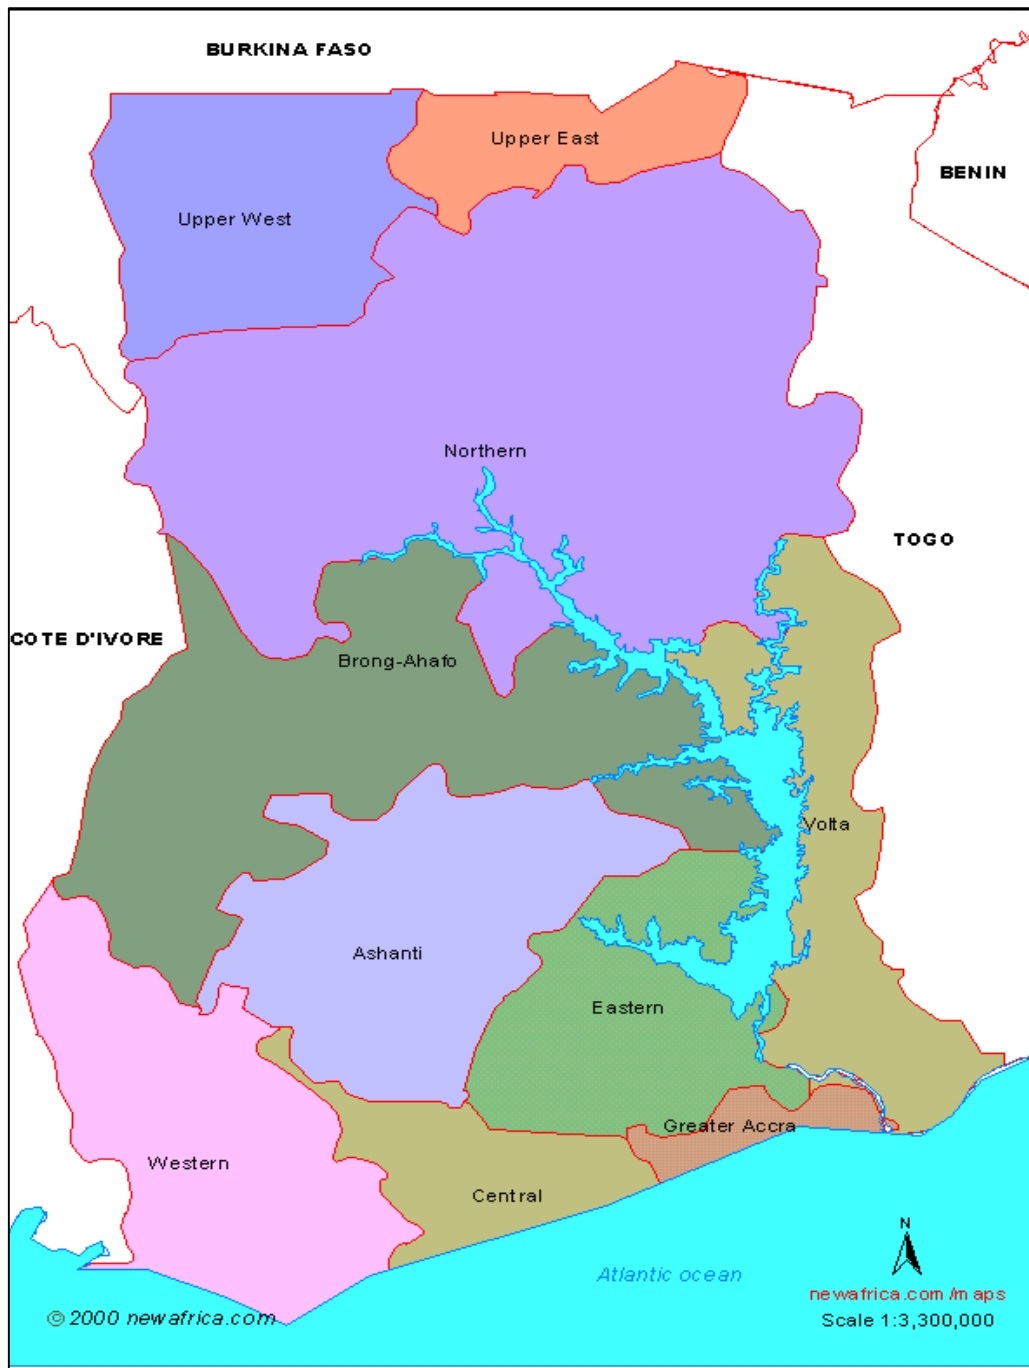 BURKINA FASO
Upper East
BENIN
Upper West
Northern
TOGO
COTE D'IVORE
Brong-Ahafo
Volta
Ashanti
Eastern
Greater Accra
Western
Central
N
Atlantic ocean
newafrica.com/maps
© 2000 newafrica.com
Scale 1:3,300,000